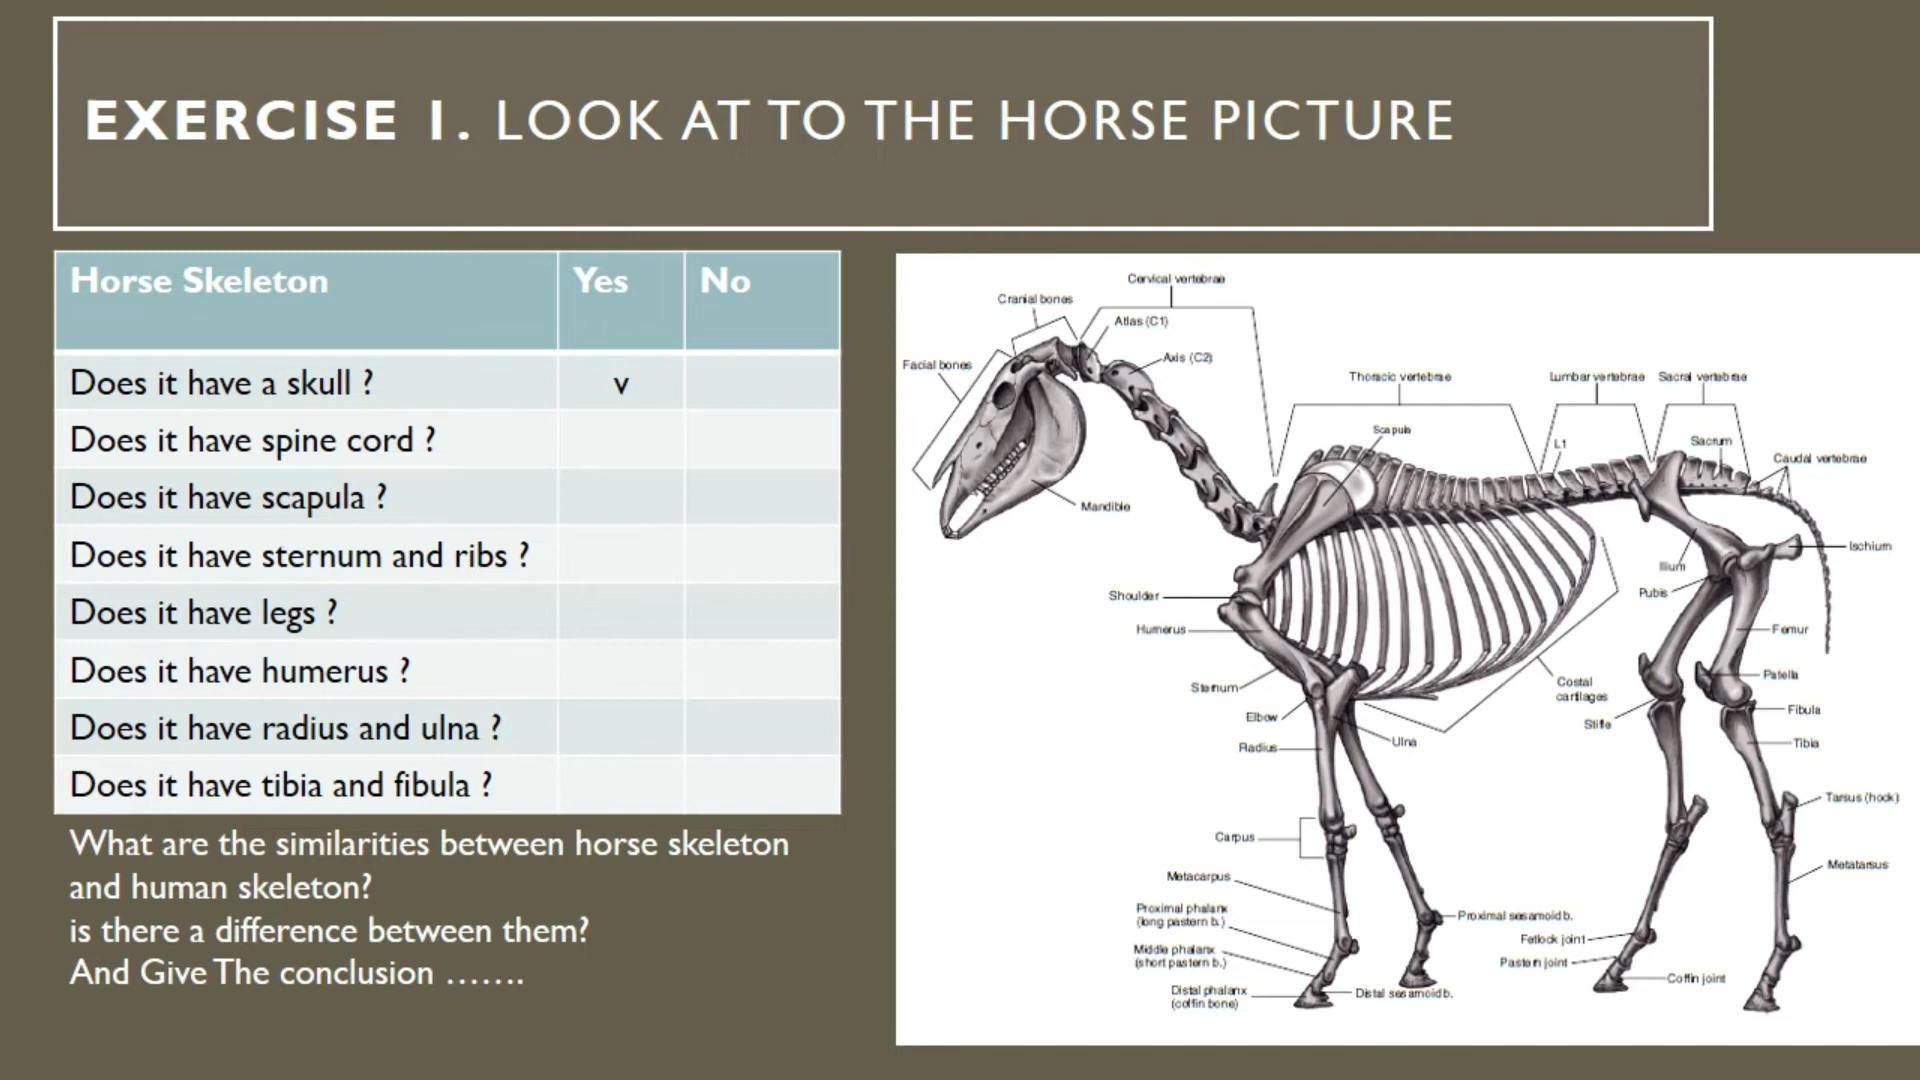 EXERCISE 1. LOOK AT TO THE HORSE PICTURE
Horse Skeleton Yes No
Does it have a skull ? v
Does it have spine cord ?
Does it have scapula ?
Does it have sternum and ribs ?
Does it have legs ?
Does it have humerus ?
Does it have radius and ulna ?
Does it have tibia and fibula ?
What are the similarities between horse skeleton
and human skeleton?
is there a difference between them?
And Give The conclusion .......
Cervical vertebrae
Cranial bones
Atlas (C1)
Axis (C2)
Facial bones
Thoracic vertebrae
Lumbar vertebrae
Sacral vertebrae
Scapula
L1
Sacrum
Caudal vertebrae
Mandible
Ischium
Ilium
Pubis
Shoulder
Humerus
Femur
Patella
Sternum
Costal
cartilages
Elbow
Stifle
Fibula
Radius
Ulna
Tibia
Tarsus (hock)
Carpus
Metatarsus
Metacarpus
Proximal phalanx
(long pastern b.)
Proximal sesamoid b.
Fetlock joint
Middle phalanx
(short pastern b.)
Pastern joint
Coffin joint
Distal phalanx
(coffin bone)
Distal sesamoid b.